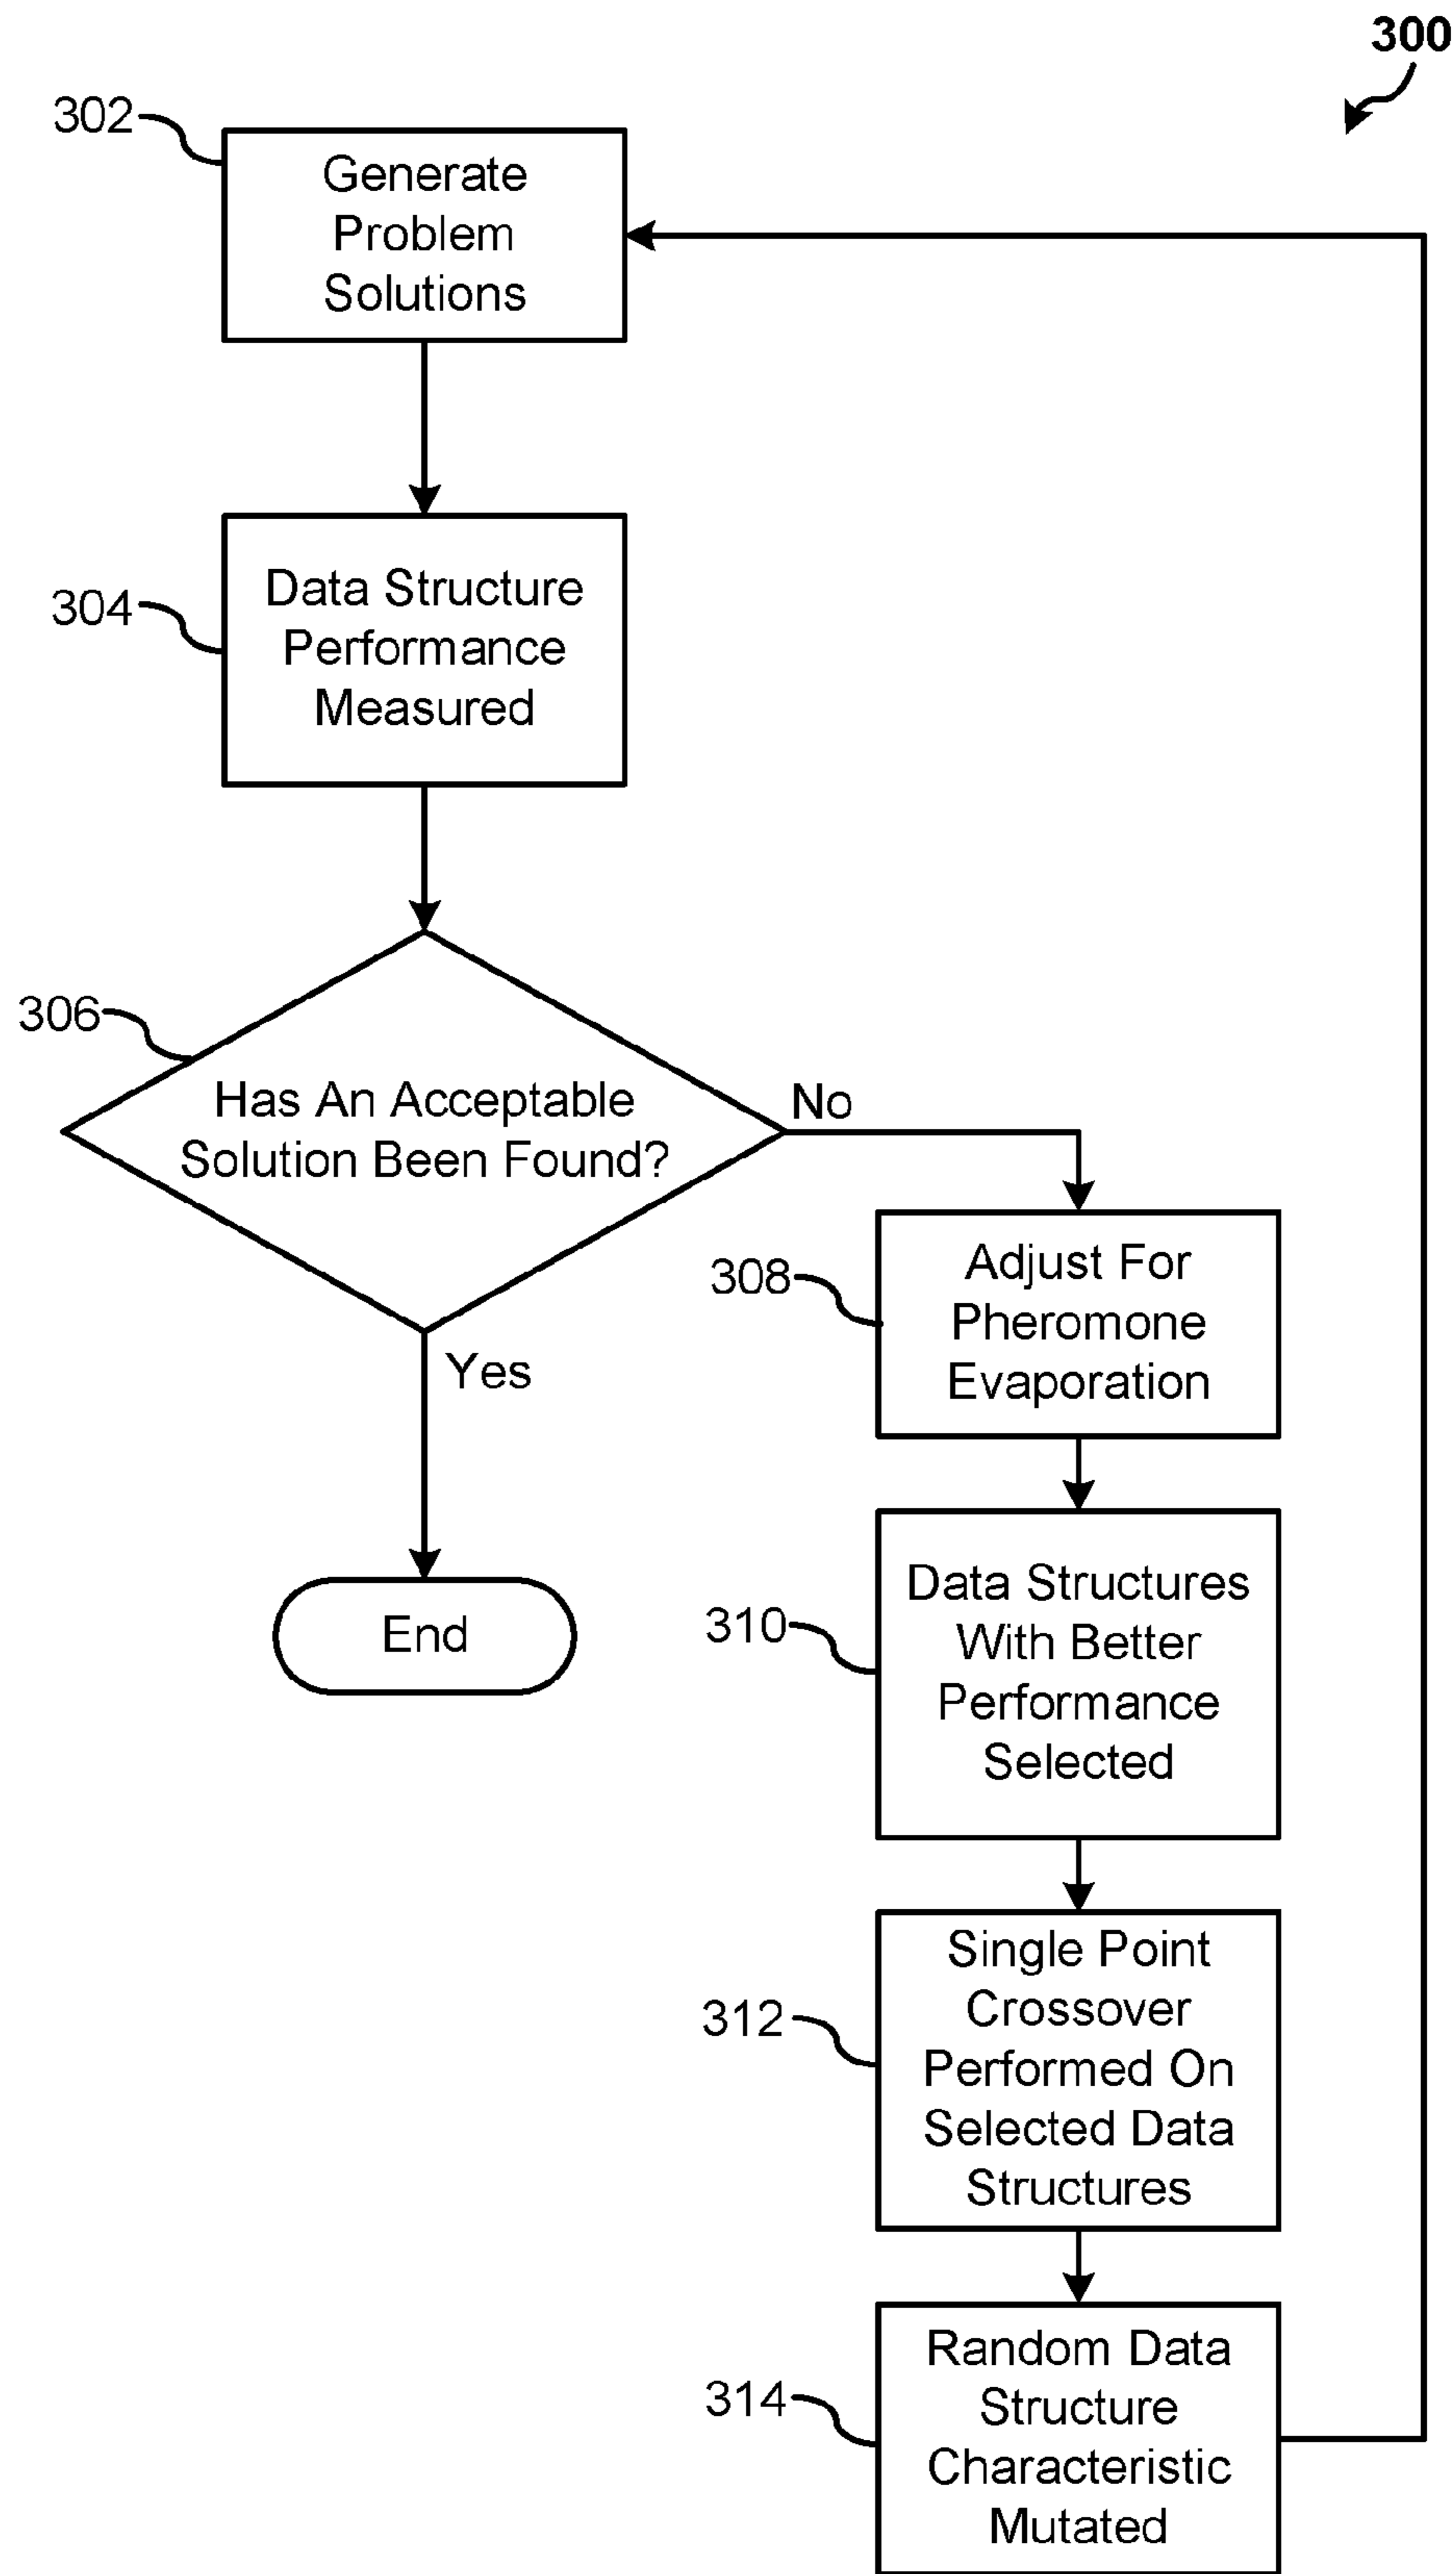 300
302
Generate
Problem
Solutions
304
Data Structure
Performance
Measured
306
Has An Acceptable
Solution Been Found?
No
Yes
End
308
Adjust For
Pheromone
Evaporation
310
Data Structures
With Better
Performance
Selected
312
Single Point
Crossover
Performed On
Selected Data
Structures
314
Random Data
Structure
Characteristic
Mutated